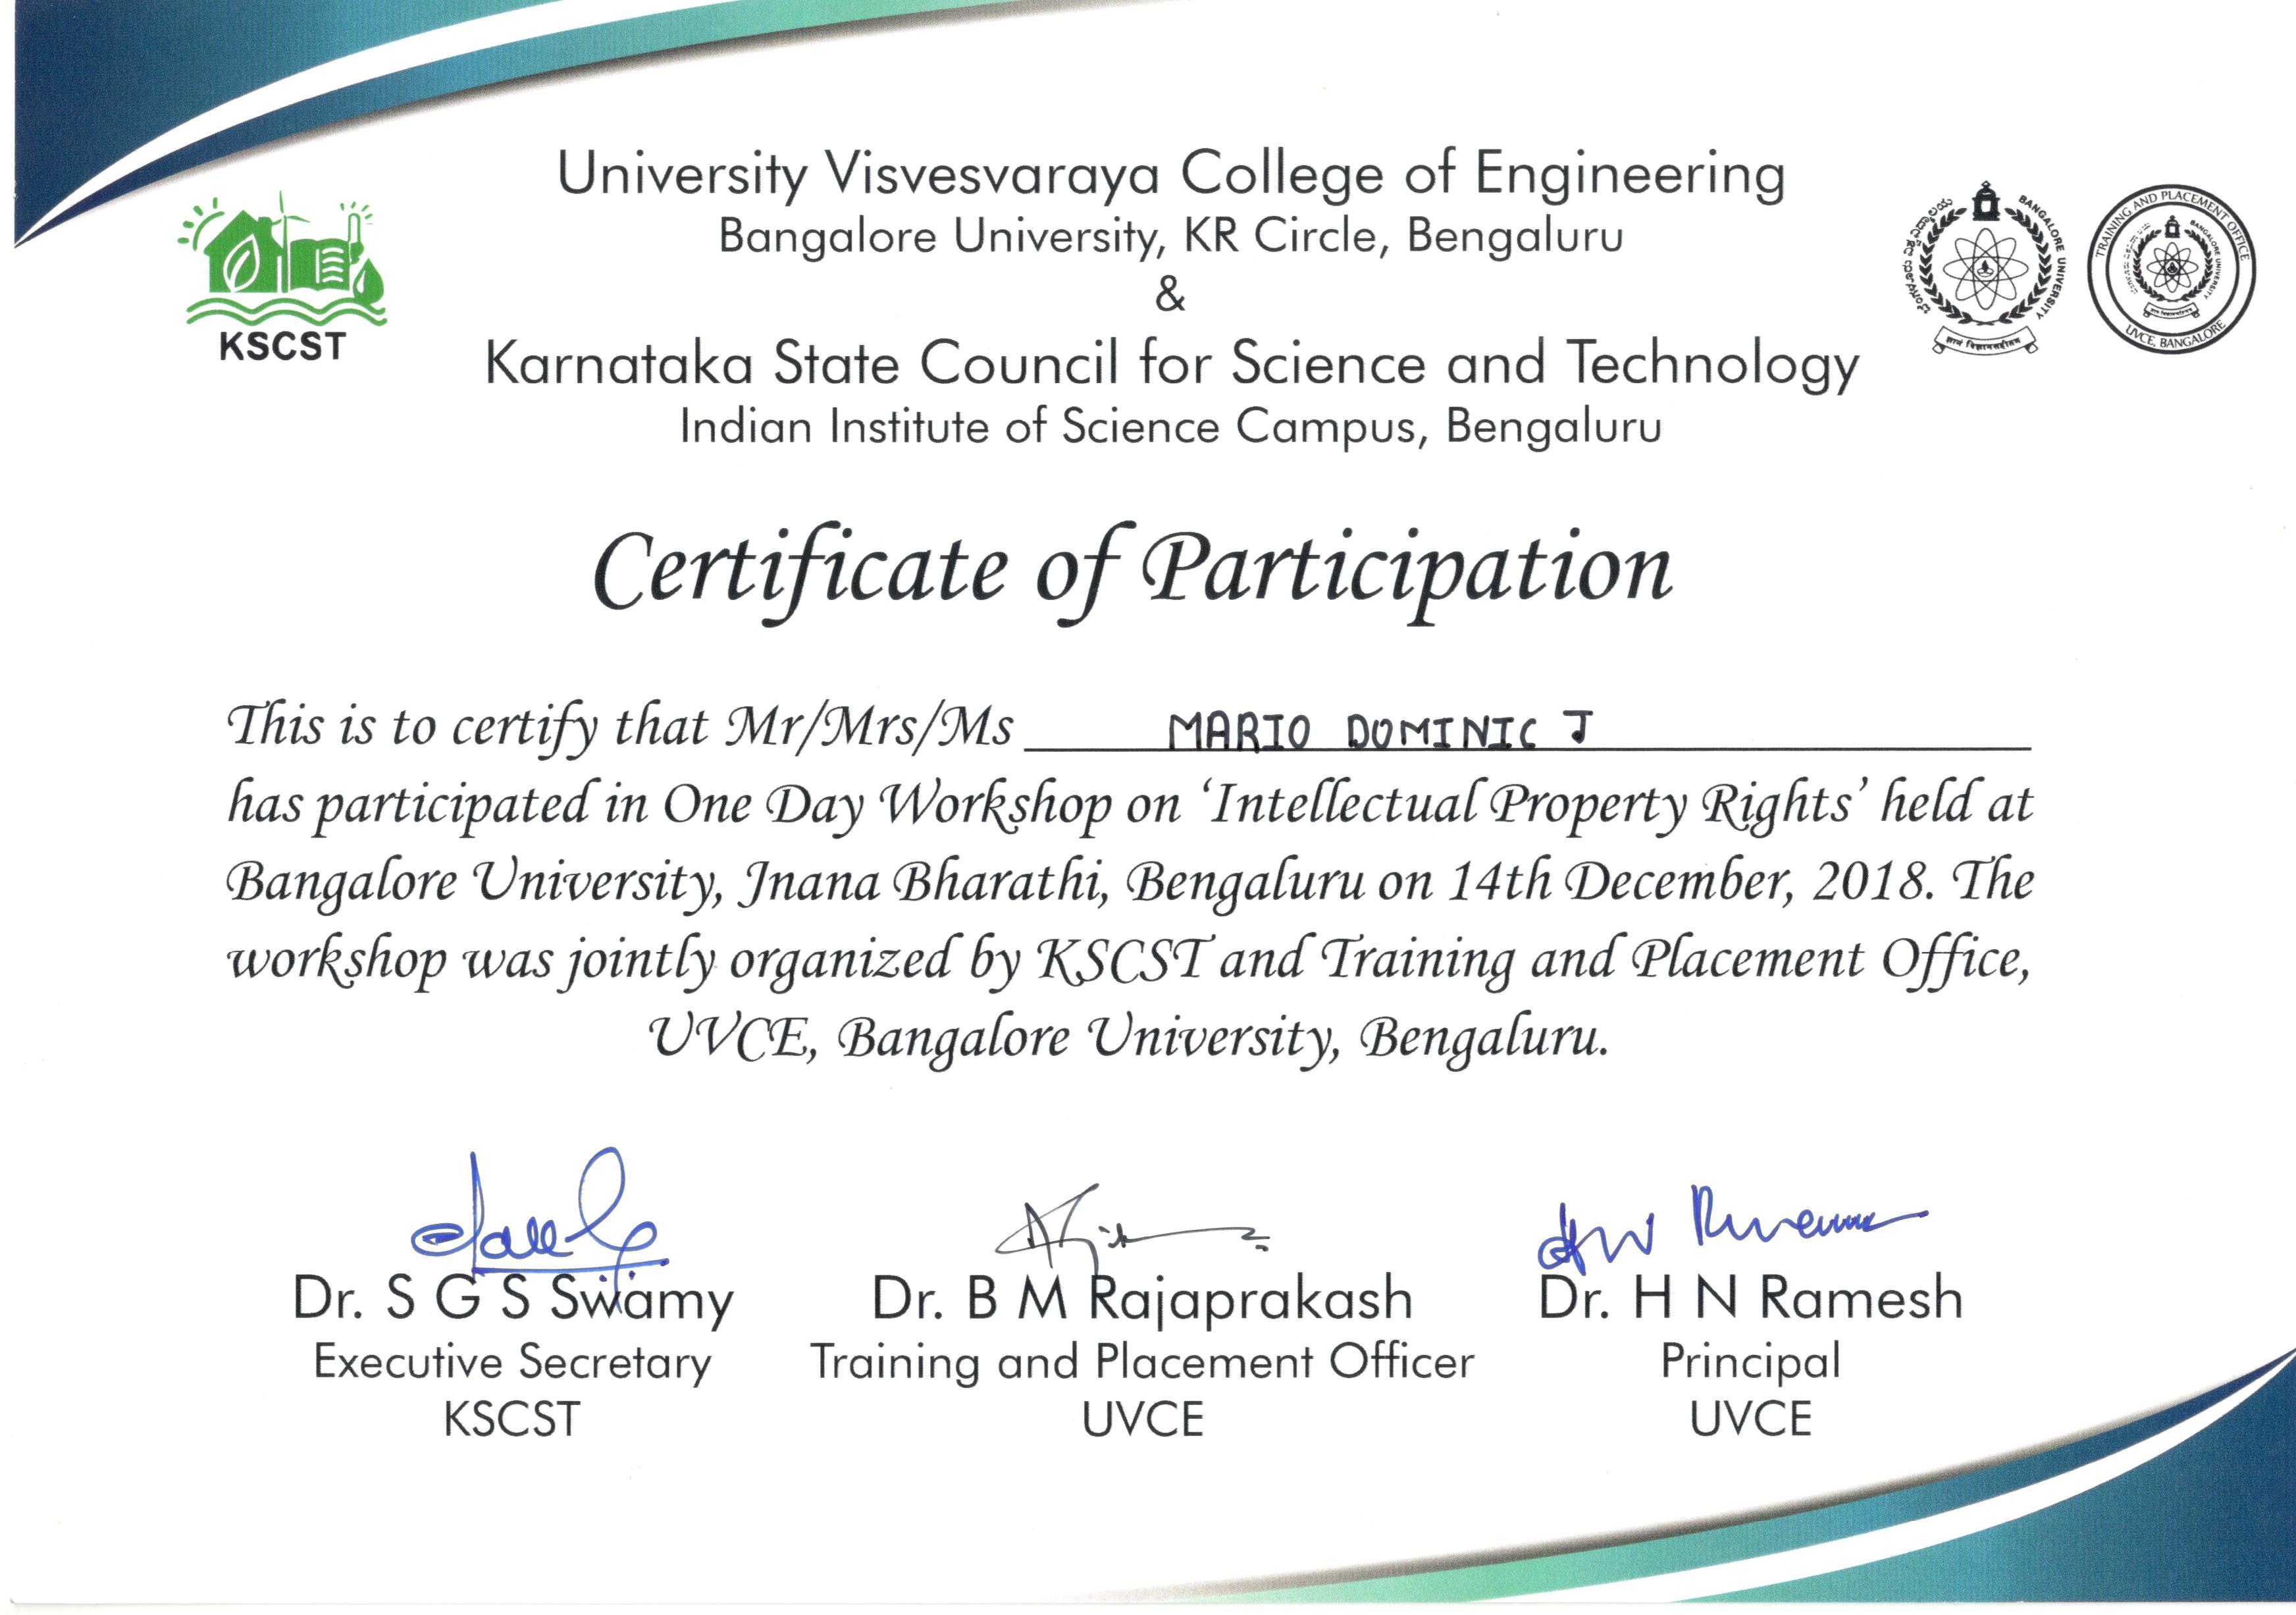 University Visvesvaraya College of Engineering
Bangalore University, KR Circle, Bengaluru
&
Karnataka State Council for Science and Technology
Indian Institute of Science Campus, Bengaluru
KSCST
BANGALORE UNIVERSITY
TRAINING AND PLACEMENT OFFICE
BANGALORE UNIVERSITY
UVCE, BANGALORE
Certificate of Participation
This is to certify that Mr/Mrs/Ms MARIO DOMINIC J
has participated in One Day Workshop on ‘Intellectual Property Rights’ held at
Bangalore University, Jnana Bharathi, Bengaluru on 14th December, 2018. The
workshop was jointly organized by KSCST and Training and Placement Office,
UVCE, Bangalore University, Bengaluru.
Dr. S G S Swamy
Executive Secretary
KSCST
Dr. B M Rajaprakash
Training and Placement Officer
UVCE
Dr. H N Ramesh
Principal
UVCE